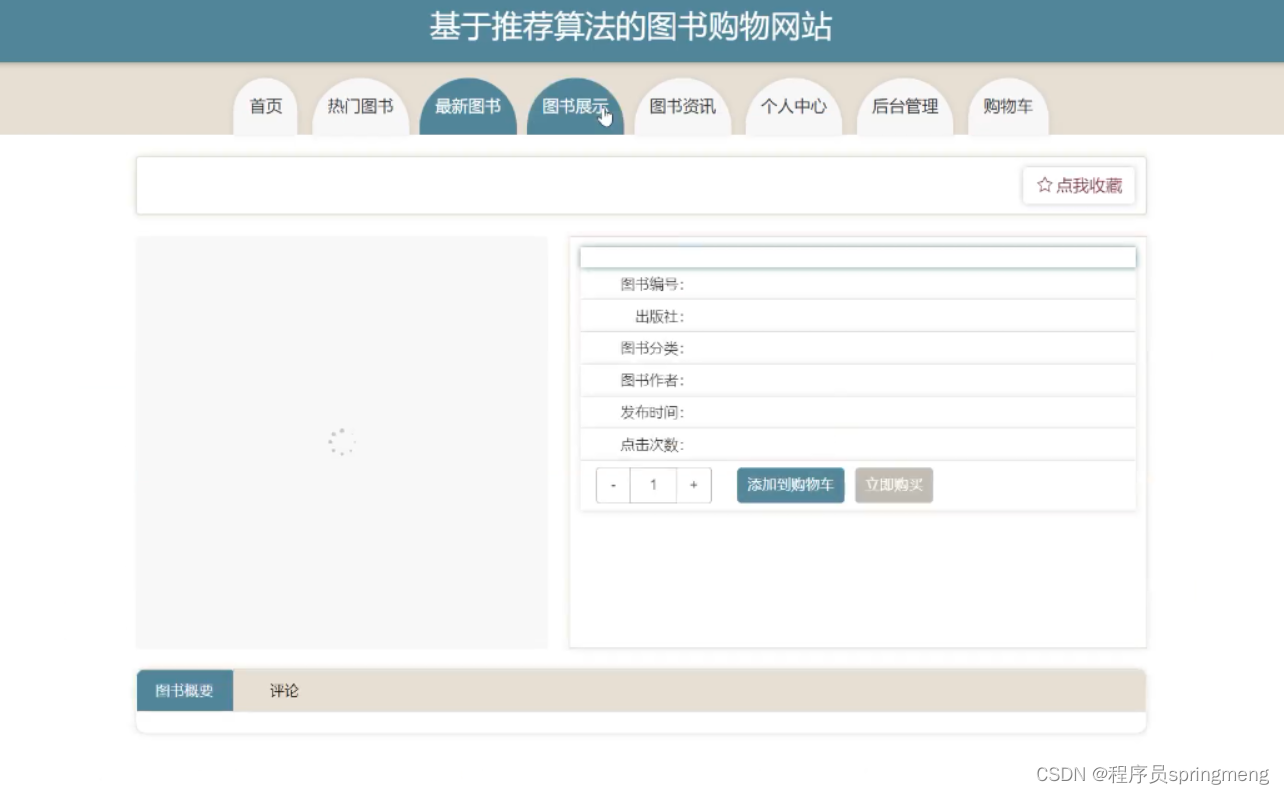 基于推荐算法的图书购物网站
首页 热门图书 最新图书 图书展示 图书资讯 个人中心 后台管理 购物车
☆ 点我收藏
图书编号：
出版社：
图书分类：
图书作者：
发布时间：
点击次数：
- 1 + 添加到购物车 立即购买
图书概要 评论
CSDN @程序员springmeng